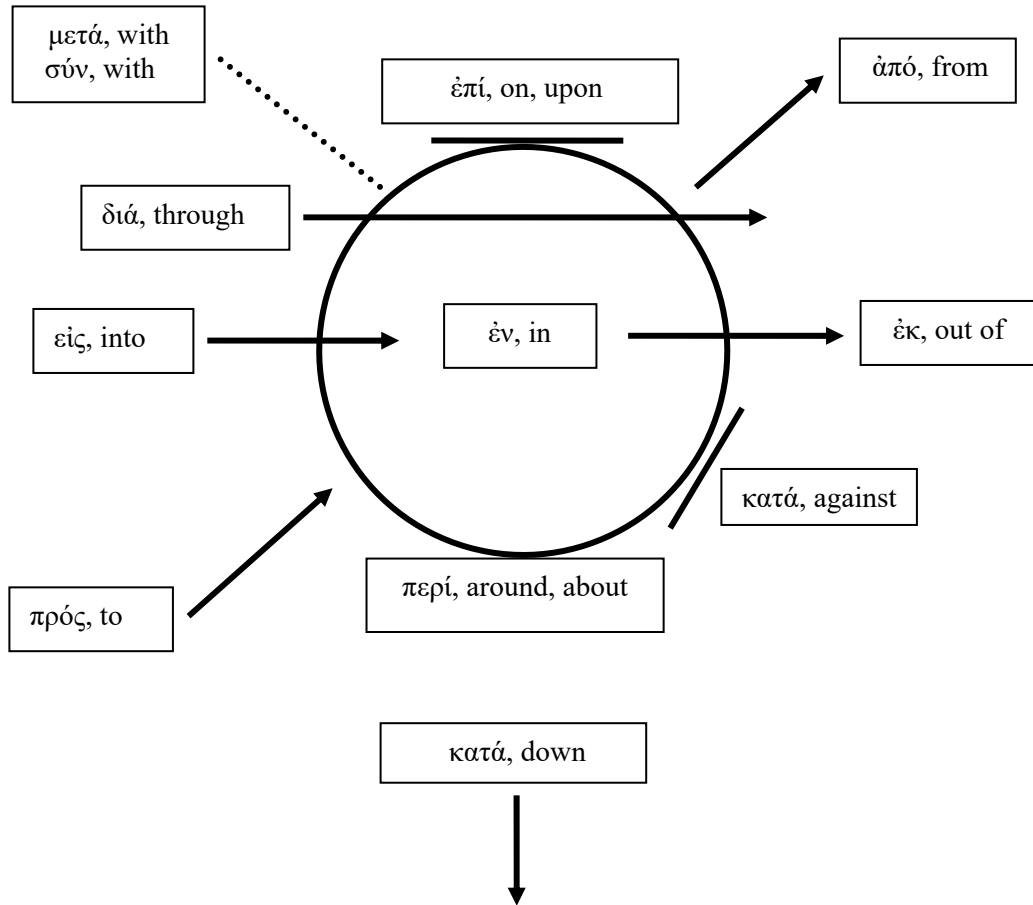 μετά, with
σύν, with
ἐπί, on, upon
ἀπό, from
διά, through
εἰς, into
ἐν, in
ἐκ, out of
κατά, against
περί, around, about
πρός, to
κατά, down